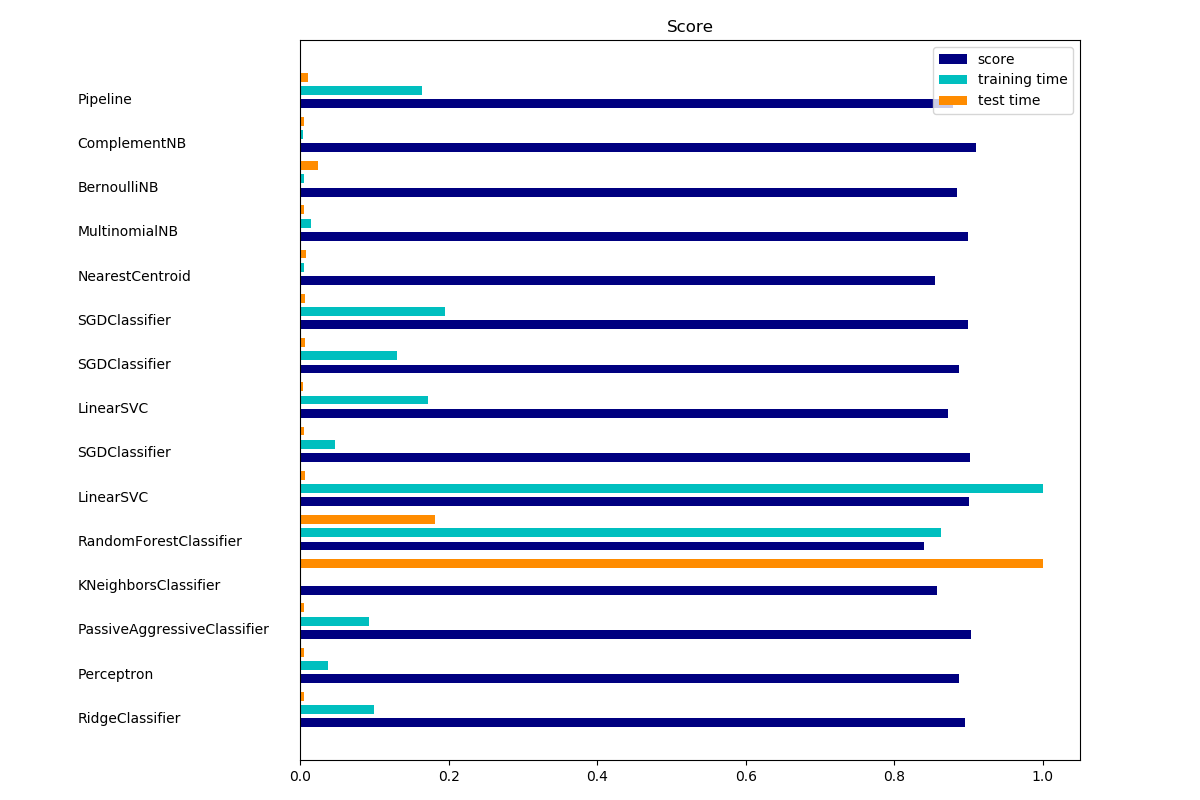 Score
score
training time
test time
Pipeline
ComplementNB
BernoulliNB
MultinomialNB
NearestCentroid
SGDClassifier
SGDClassifier
LinearSVC
SGDClassifier
LinearSVC
RandomForestClassifier
KNeighborsClassifier
PassiveAggressiveClassifier
Perceptron
RidgeClassifier
0.0 0.2 0.4 0.6 0.8 1.0